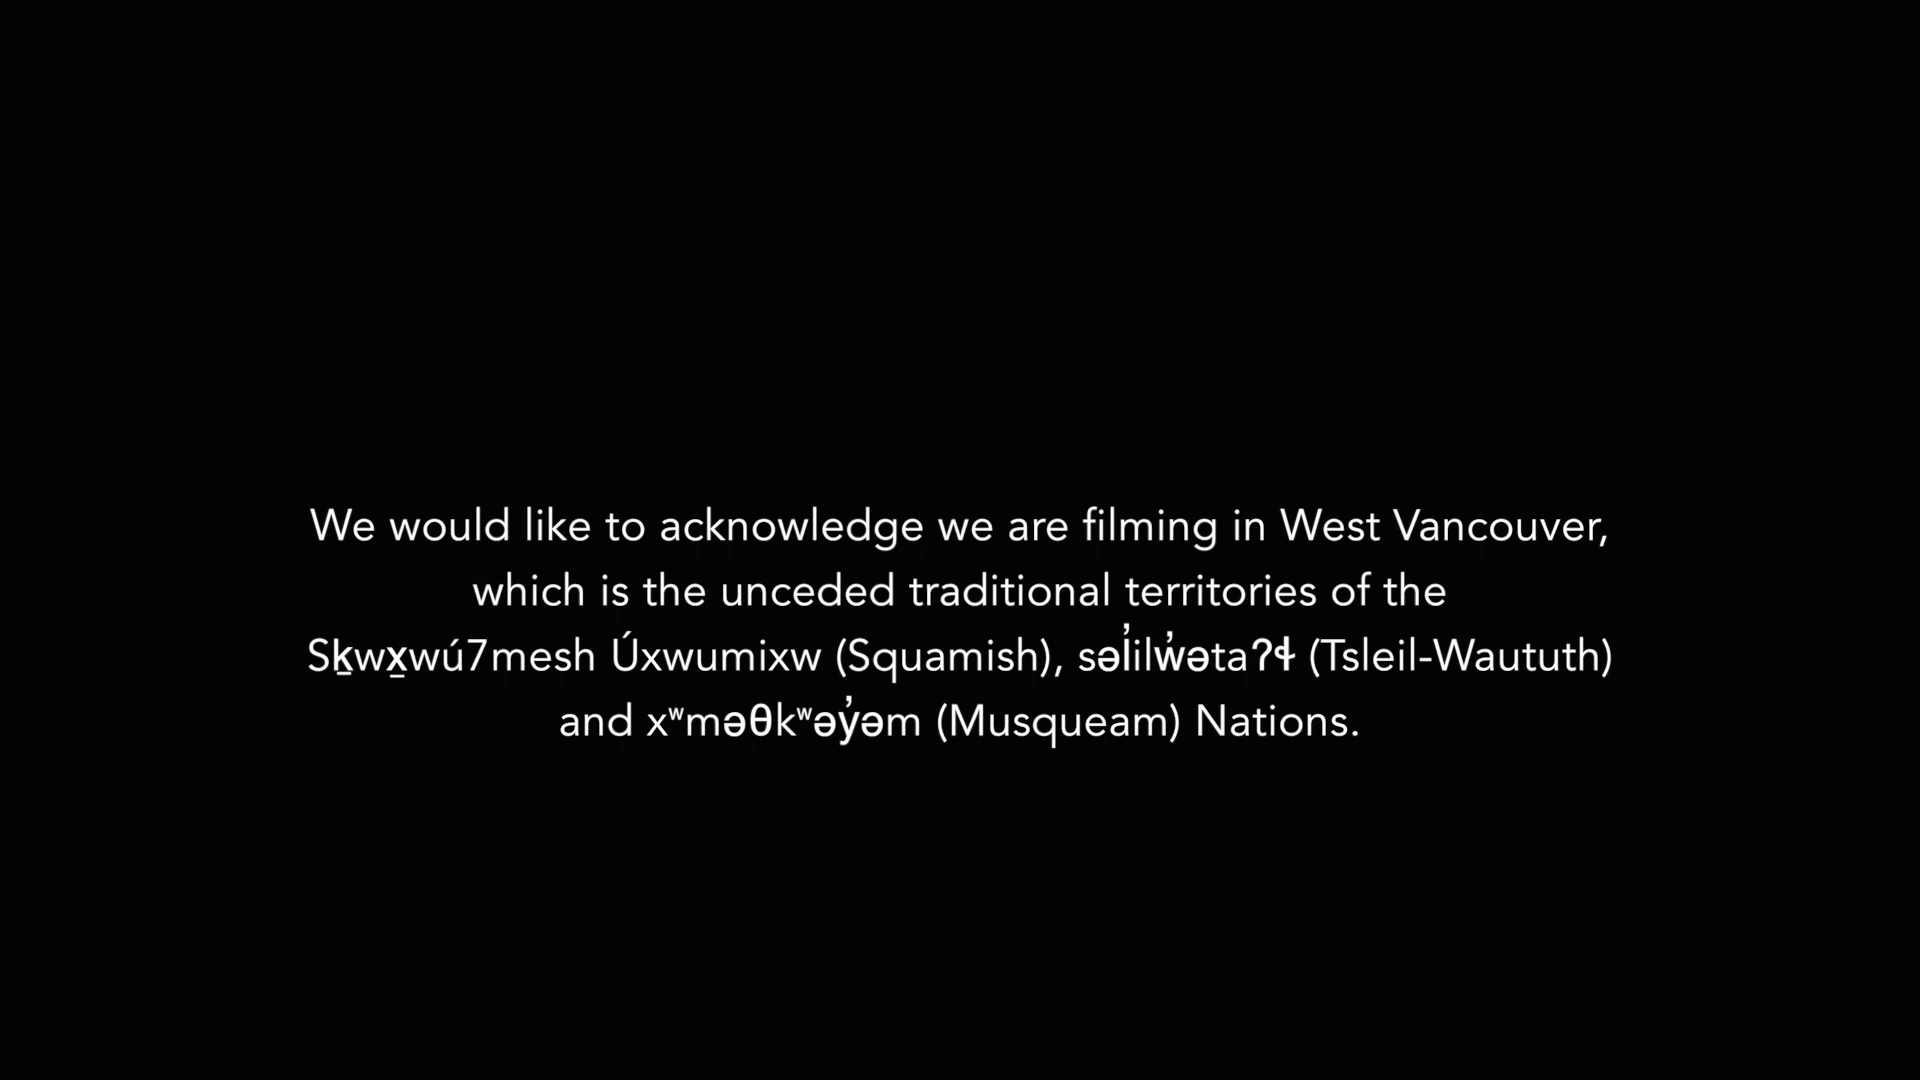 We would like to acknowledge we are filming in West Vancouver,
which is the unceded traditional territories of the
Sḵwx̱wú7mesh Úxwumixw (Squamish), səl̓ilw̓ətaʔɬ (Tsleil-Waututh)
and xʷməθkʷəy̓əm (Musqueam) Nations.